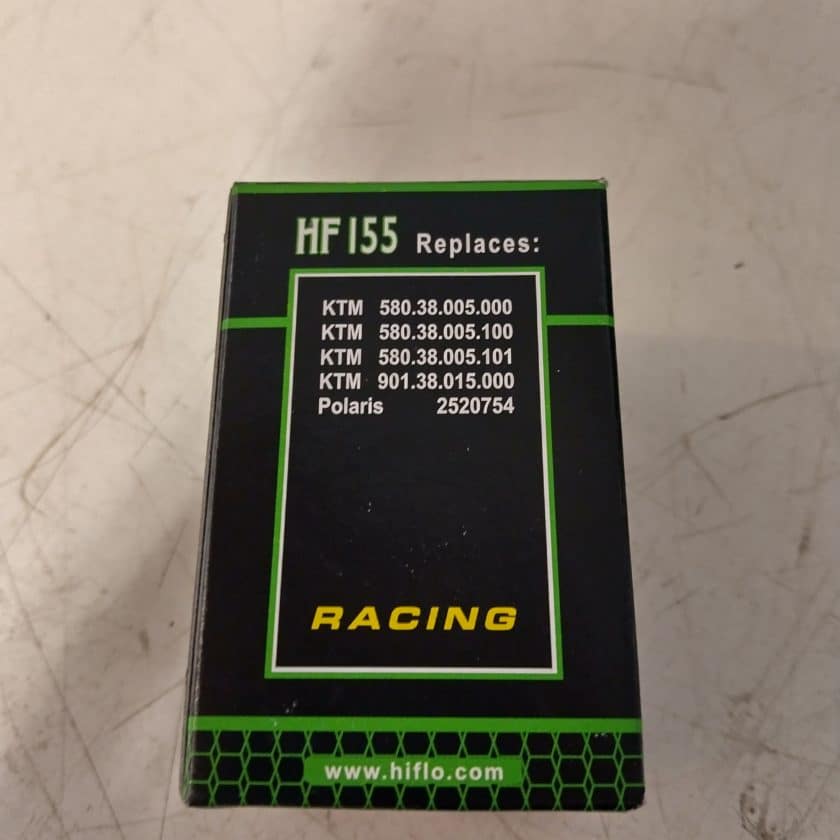 HF155 Replaces:
KTM 580.38.005.000
KTM 580.38.005.100
KTM 580.38.005.101
KTM 901.38.015.000
Polaris 2520754
RACING
www.hiflo.com